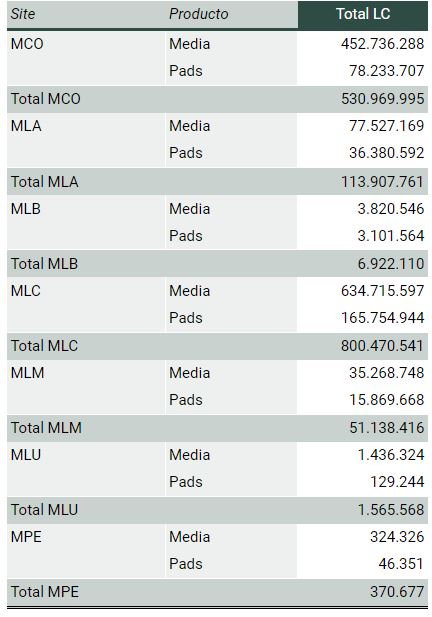 Site Producto Total LC
MCO Media 452.736.288
Pads 78.233.707
Total MCO 530.969.995
MLA Media 77.527.169
Pads 36.380.592
Total MLA 113.907.761
MLB Media 3.820.546
Pads 3.101.564
Total MLB 6.922.110
MLC Media 634.715.597
Pads 165.754.944
Total MLC 800.470.541
MLM Media 35.268.748
Pads 15.869.668
Total MLM 51.138.416
MLU Media 1.436.324
Pads 129.244
Total MLU 1.565.568
MPE Media 324.326
Pads 46.351
Total MPE 370.677